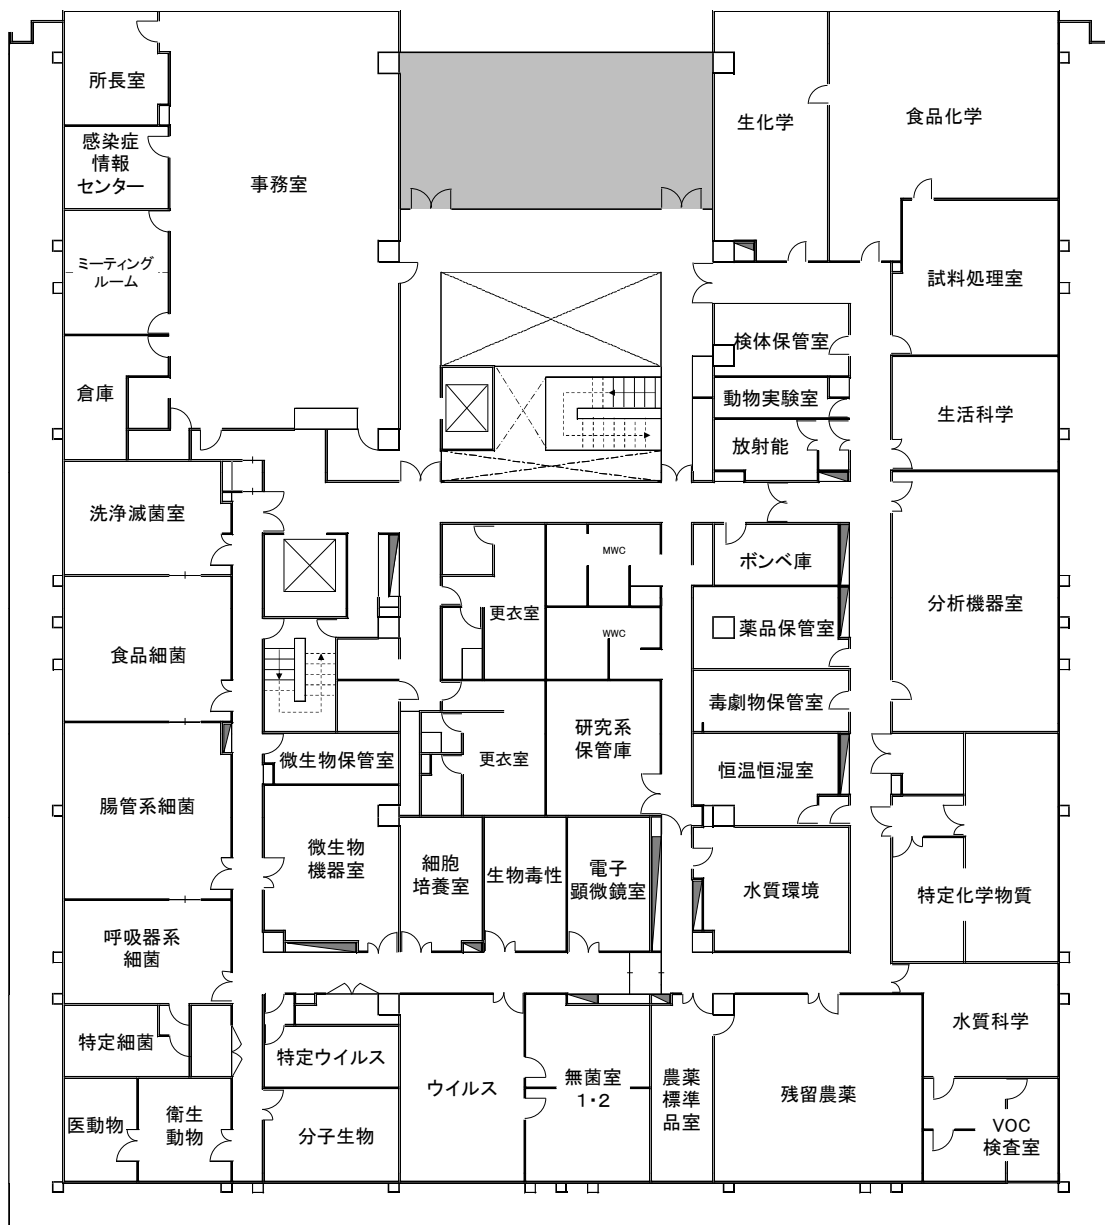 所長室
感染症
情報
センター
ミーティング
ルーム
倉庫
事務室
生化学
食品化学
試料処理室
検体保管室
動物実験室
放射能
生活科学
洗浄滅菌室
食品細菌
腸管系細菌
呼吸器系
細菌
特定細菌
医動物
衛生
動物
MWC
WWC
更衣室
更衣室
研究系
保管庫
ボンベ庫
薬品保管室
毒劇物保管室
恒温恒湿室
分析機器室
微生物保管室
微生物
機器室
細胞
培養室
生物毒性
電子
顕微鏡室
水質環境
特定化学物質
水質科学
特定ウイルス
分子生物
ウイルス
無菌室
1・2
農薬
標準
品室
残留農薬
VOC
検査室